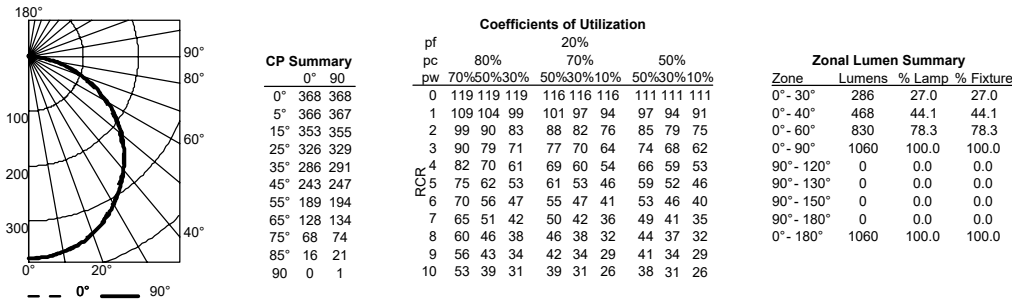 180°
90°
80°
60°
40°
100
200
300
0° 20°
0° 90°
CP Summary
0° 90
0° 368 368
5° 366 367
15° 353 355
25° 326 329
35° 286 291
45° 243 247
55° 189 194
65° 128 134
75° 68 74
85° 16 21
90 0 1
Coefficients of Utilization
pf 20%
pc 80% 70% 50%
pw 70%50%30% 50%30%10% 50%30%10%
RCR
0 119 119 119 116 116 116 111 111 111
1 109 104 99 101 97 94 97 94 91
2 99 90 83 88 82 76 85 79 75
3 90 79 71 77 70 64 74 68 62
4 82 70 61 69 60 54 66 59 53
5 75 62 53 61 53 46 59 52 46
6 70 56 47 55 47 41 53 46 40
7 65 51 42 50 42 36 49 41 35
8 60 46 38 46 38 32 44 37 32
9 56 43 34 42 34 29 41 34 29
10 53 39 31 39 31 26 38 31 26
Zonal Lumen Summary
Zone Lumens % Lamp % Fixture
0°- 30° 286 27.0 27.0
0°- 40° 468 44.1 44.1
0°- 60° 830 78.3 78.3
0°- 90° 1060 100.0 100.0
90°- 120° 0 0.0 0.0
90°- 130° 0 0.0 0.0
90°- 150° 0 0.0 0.0
90°- 180° 0 0.0 0.0
0°- 180° 1060 100.0 100.0